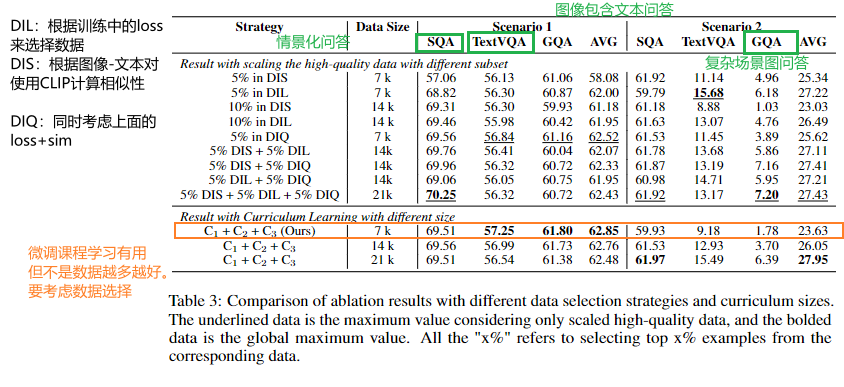 图像包含文本问答
DIL：根据训练中的loss
来选择数据
DIS：根据图像-文本对
使用CLIP计算相似性
DIQ：同时考虑上面的
loss+sim
情景化问答
复杂场景图问答
Strategy Data Size Scenario 1 Scenario 2
SQA TextVQA GQA AVG SQA TextVQA GQA AVG
Result with scaling the high-quality data with different subset
5% in DIS 7 k 57.06 56.13 61.06 58.08 61.92 11.14 4.96 25.34
5% in DIL 7 k 68.82 56.30 60.87 62.00 59.79 15.68 6.18 27.22
10% in DIS 14 k 69.31 56.30 59.93 61.18 61.18 8.88 1.03 23.03
10% in DIL 14 k 69.46 55.98 60.42 61.95 61.63 13.07 4.76 26.49
5% in DIQ 7 k 69.56 56.84 61.16 62.52 61.53 11.45 3.89 25.62
5% DIS + 5% DIL 14k 69.76 56.41 60.04 62.07 61.78 13.68 5.86 27.11
5% DIS + 5% DIQ 14k 69.96 56.32 60.72 62.33 61.87 13.19 7.16 27.41
5% DIL + 5% DIQ 14k 69.06 56.05 60.75 61.95 60.98 14.71 5.95 27.21
5% DIS + 5% DIL + 5% DIQ 21k 70.25 56.32 60.72 62.43 61.92 13.17 7.20 27.43
Result with Curriculum Learning with different size
C1 + C2 + C3 (Ours) 7 k 69.51 57.25 61.80 62.85 59.93 9.18 1.78 23.63
C1 + C2 + C3 14 k 69.56 56.99 61.73 62.76 61.53 12.93 3.70 26.05
C1 + C2 + C3 21 k 69.51 56.54 61.38 62.48 61.97 15.49 6.39 27.95
微调课程学习有用
但不是数据越多越好。
要考虑数据选择
Table 3: Comparison of ablation results with different data selection strategies and curriculum sizes.
The underlined data is the maximum value considering only scaled high-quality data, and the bolded
data is the global maximum value. All the "x%" refers to selecting top x% examples from the
corresponding data.